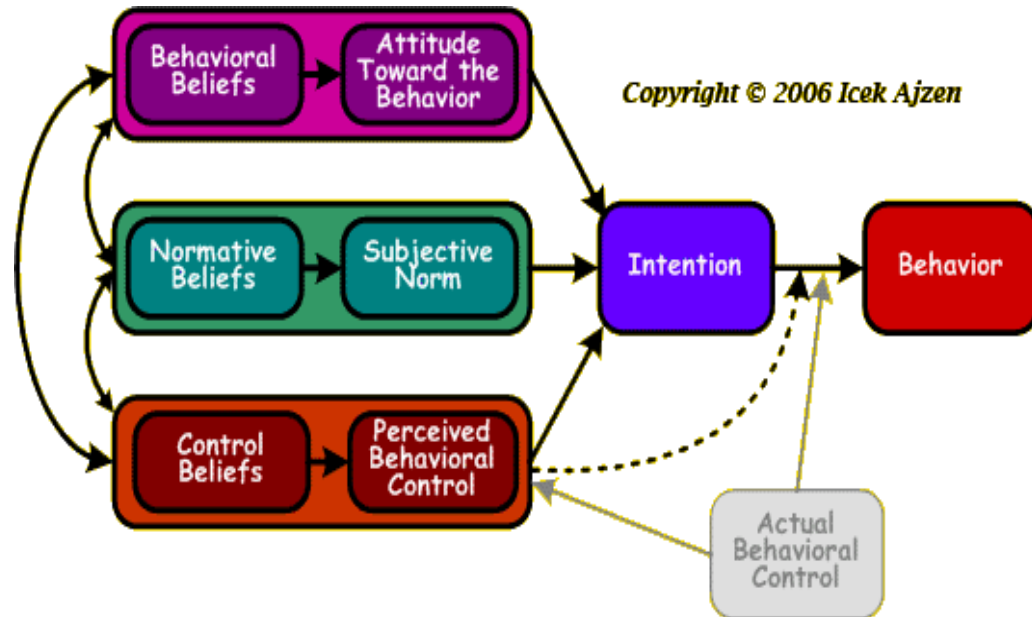 Behavioral
Beliefs
Attitude
Toward the
Behavior
Copyright © 2006 Icek Ajzen
Normative
Beliefs
Subjective
Norm
Intention
Behavior
Control
Beliefs
Perceived
Behavioral
Control
Actual
Behavioral
Control